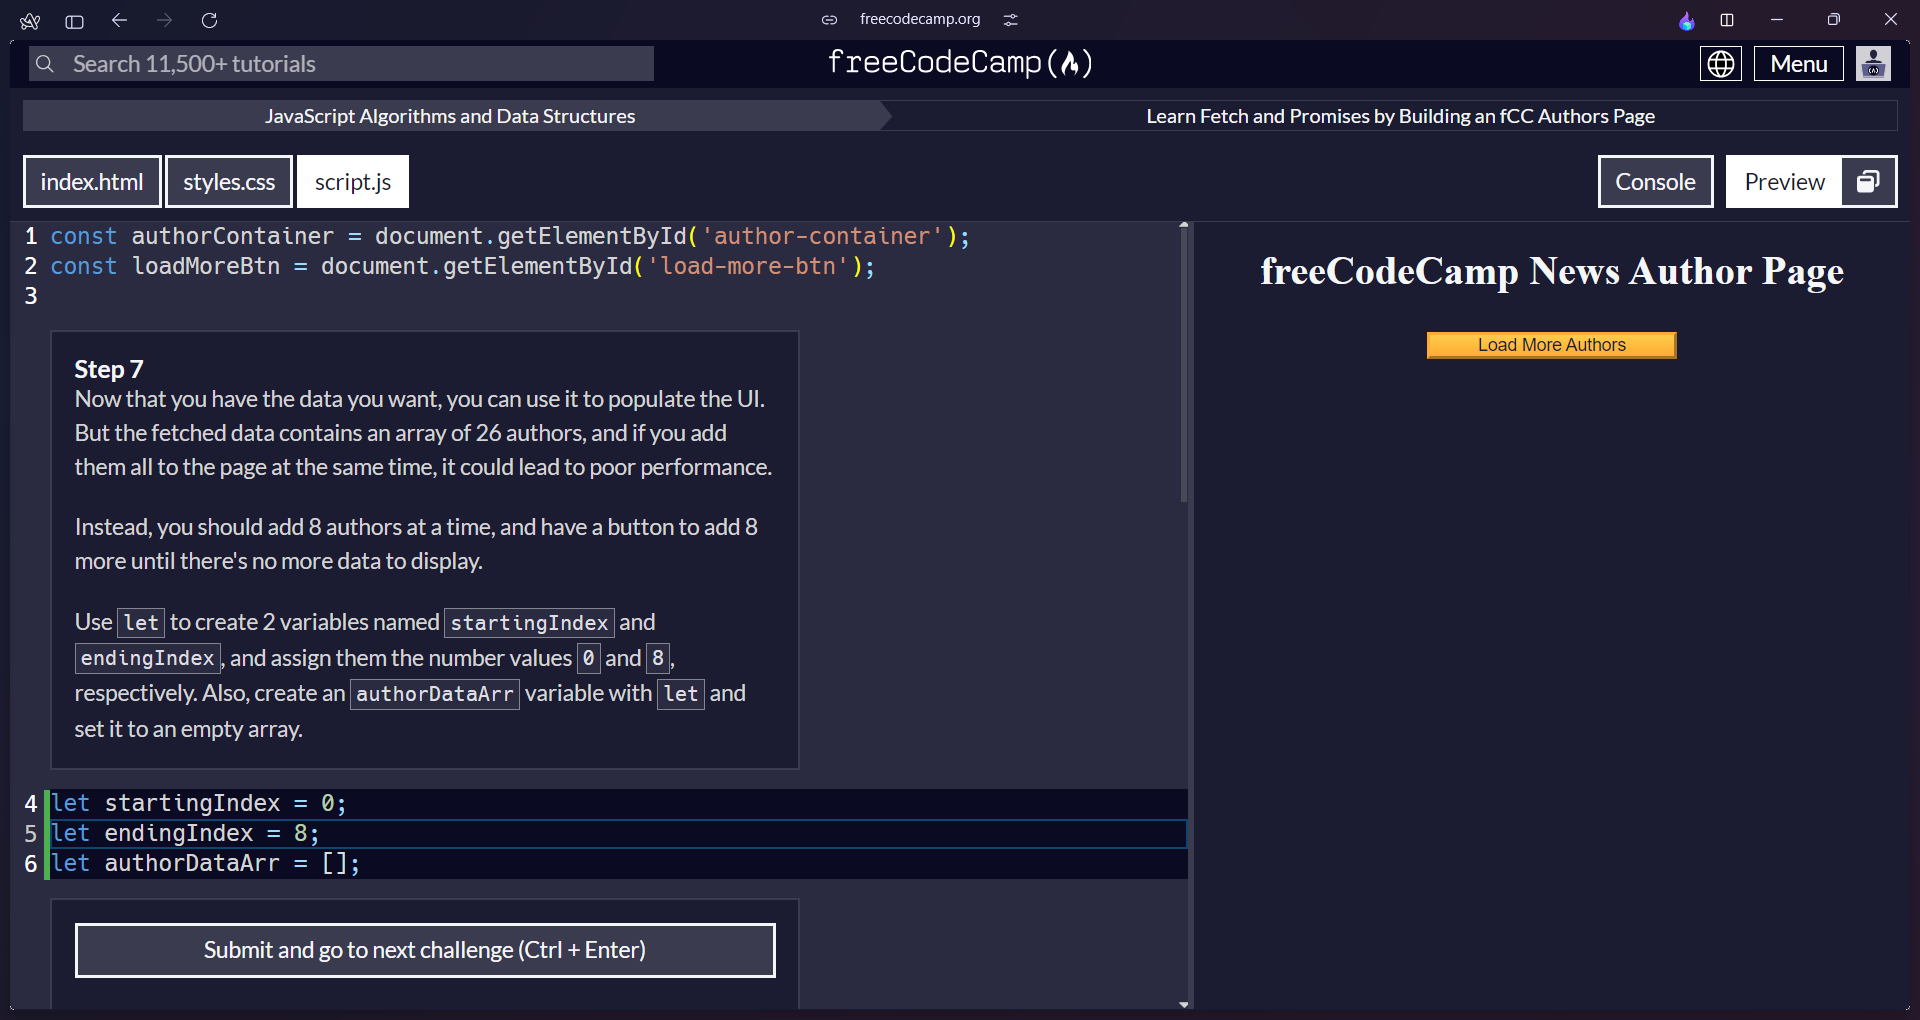 freecodecamp.org
Search 11,500+ tutorials
freeCodeCamp
Menu
JavaScript Algorithms and Data Structures
Learn Fetch and Promises by Building an fCC Authors Page
index.html
styles.css
script.js
Console
Preview
1 const authorContainer = document.getElementById('author-container');
2 const loadMoreBtn = document.getElementById('load-more-btn');
3
Step 7
Now that you have the data you want, you can use it to populate the UI.
But the fetched data contains an array of 26 authors, and if you add
them all to the page at the same time, it could lead to poor performance.
Instead, you should add 8 authors at a time, and have a button to add 8
more until there's no more data to display.
Use let to create 2 variables named startingIndex and
endingIndex, and assign them the number values 0 and 8,
respectively. Also, create an authorDataArr variable with let and
set it to an empty array.
4 let startingIndex = 0;
5 let endingIndex = 8;
6 let authorDataArr = [];
Submit and go to next challenge (Ctrl + Enter)
freeCodeCamp News Author Page
Load More Authors